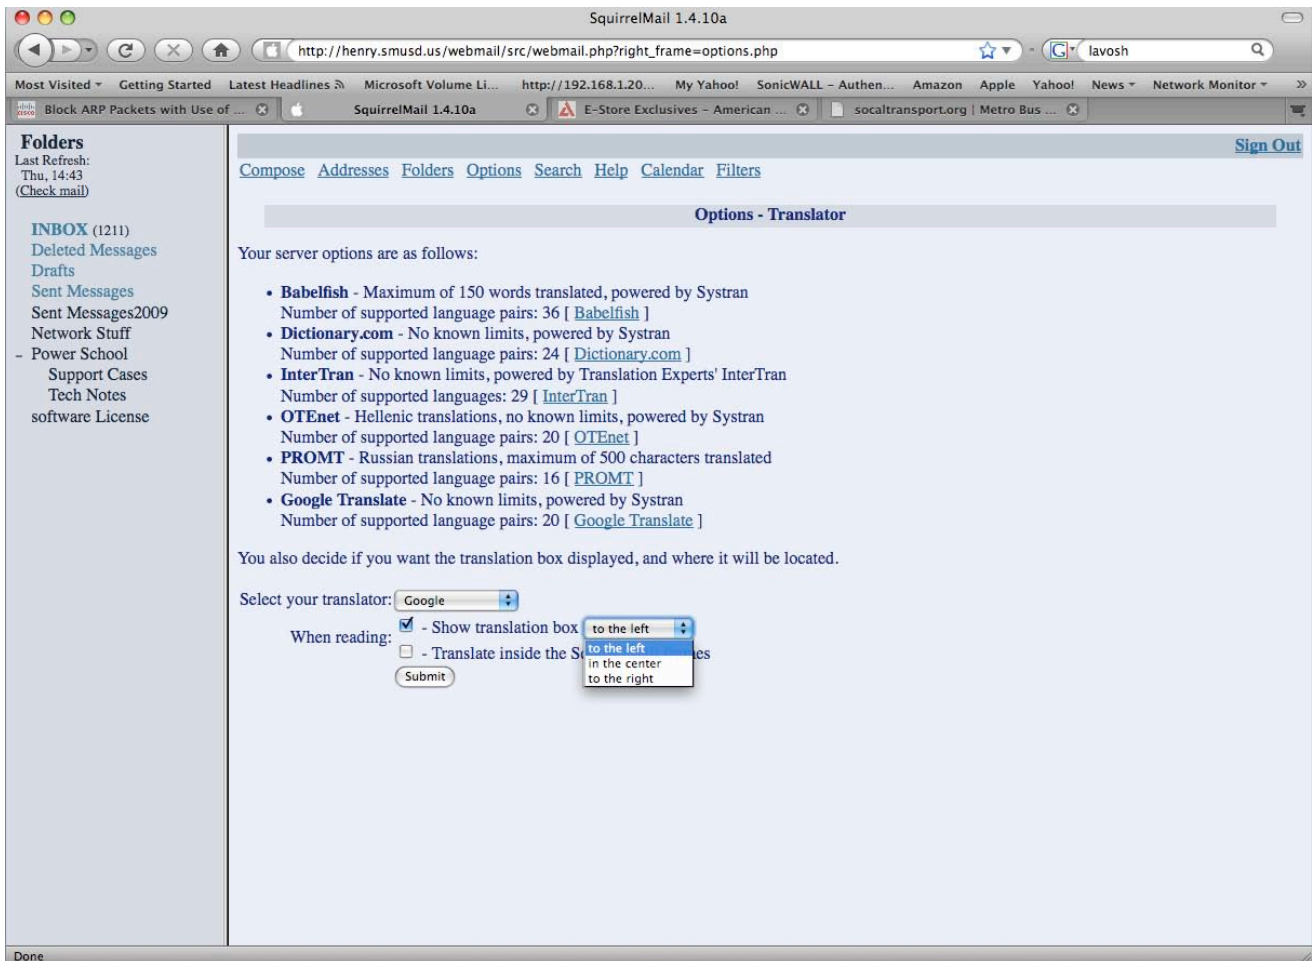 SquirrelMail 1.4.10a
http://henry.smusd.us/webmail/src/webmail.php?right_frame=options.php
lavosh
Most Visited Getting Started Latest Headlines Microsoft Volume Li... http://192.168.1.20... My Yahoo! SonicWALL – Authen... Amazon Apple Yahoo! News Network Monitor »
Block ARP Packets with Use of ... SquirrelMail 1.4.10a E-Store Exclusives – American ... socaltransport.org | Metro Bus ...
Folders
Last Refresh:
Thu, 14:43
(Check mail)
INBOX (1211)
Deleted Messages
Drafts
Sent Messages
Sent Messages2009
Network Stuff
– Power School
Support Cases
Tech Notes
software License
Sign Out
Compose Addresses Folders Options Search Help Calendar Filters
Options - Translator
Your server options are as follows:
• Babelfish - Maximum of 150 words translated, powered by Systran
Number of supported language pairs: 36 [ Babelfish ]
• Dictionary.com - No known limits, powered by Systran
Number of supported language pairs: 24 [ Dictionary.com ]
• InterTran - No known limits, powered by Translation Experts' InterTran
Number of supported languages: 29 [ InterTran ]
• OTEnet - Hellenic translations, no known limits, powered by Systran
Number of supported language pairs: 20 [ OTEnet ]
• PROMT - Russian translations, maximum of 500 characters translated
Number of supported language pairs: 16 [ PROMT ]
• Google Translate - No known limits, powered by Systran
Number of supported language pairs: 20 [ Google Translate ]
You also decide if you want the translation box displayed, and where it will be located.
Select your translator: Google
When reading:
- Show translation box to the left
- Translate inside the
to the left
in the center
to the right
Submit
Done